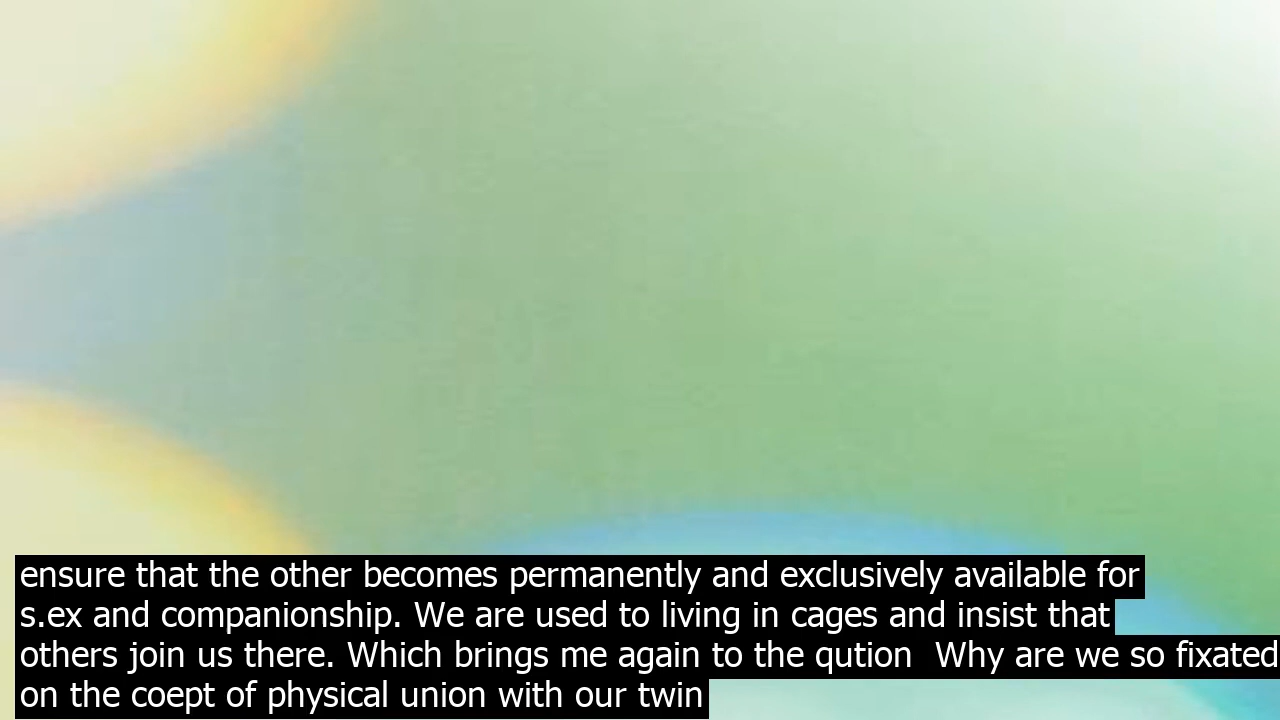 ensure that the other becomes permanently and exclusively available for
s.ex and companionship. We are used to living in cages and insist that
others join us there. Which brings me again to the qution  Why are we so fixated
on the coept of physical union with our twin